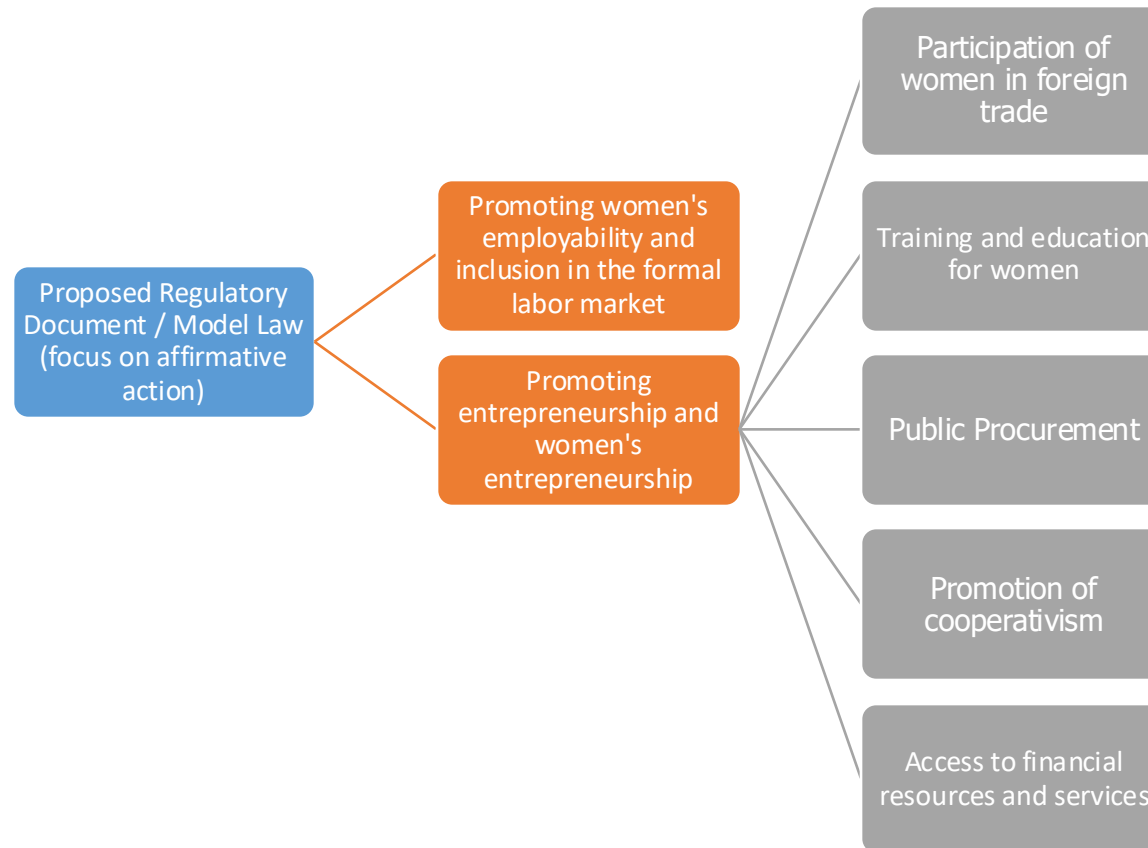 Proposed Regulatory
Document / Model Law
(focus on affirmative
action)
Promoting women's
employability and
inclusion in the formal
labor market
Promoting
entrepreneurship and
women's
entrepreneurship
Participation of
women in foreign
trade
Training and education
for women
Public Procurement
Promotion of
cooperativism
Access to financial
resources and services